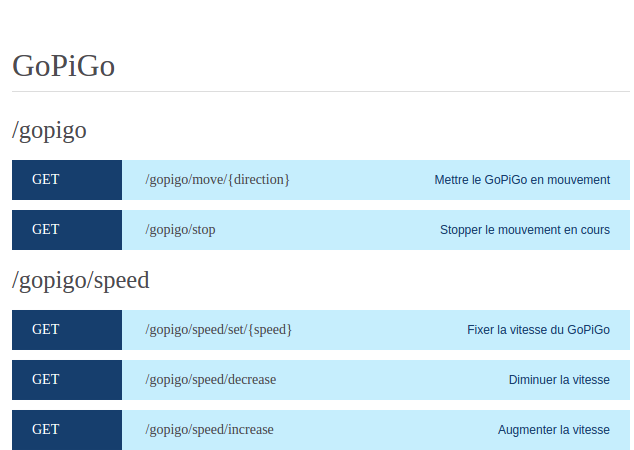 GoPiGo
/gopigo
GET /gopigo/move/{direction} Mettre le GoPiGo en mouvement
GET /gopigo/stop Stopper le mouvement en cours
/gopigo/speed
GET /gopigo/speed/set/{speed} Fixer la vitesse du GoPiGo
GET /gopigo/speed/decrease Diminuer la vitesse
GET /gopigo/speed/increase Augmenter la vitesse